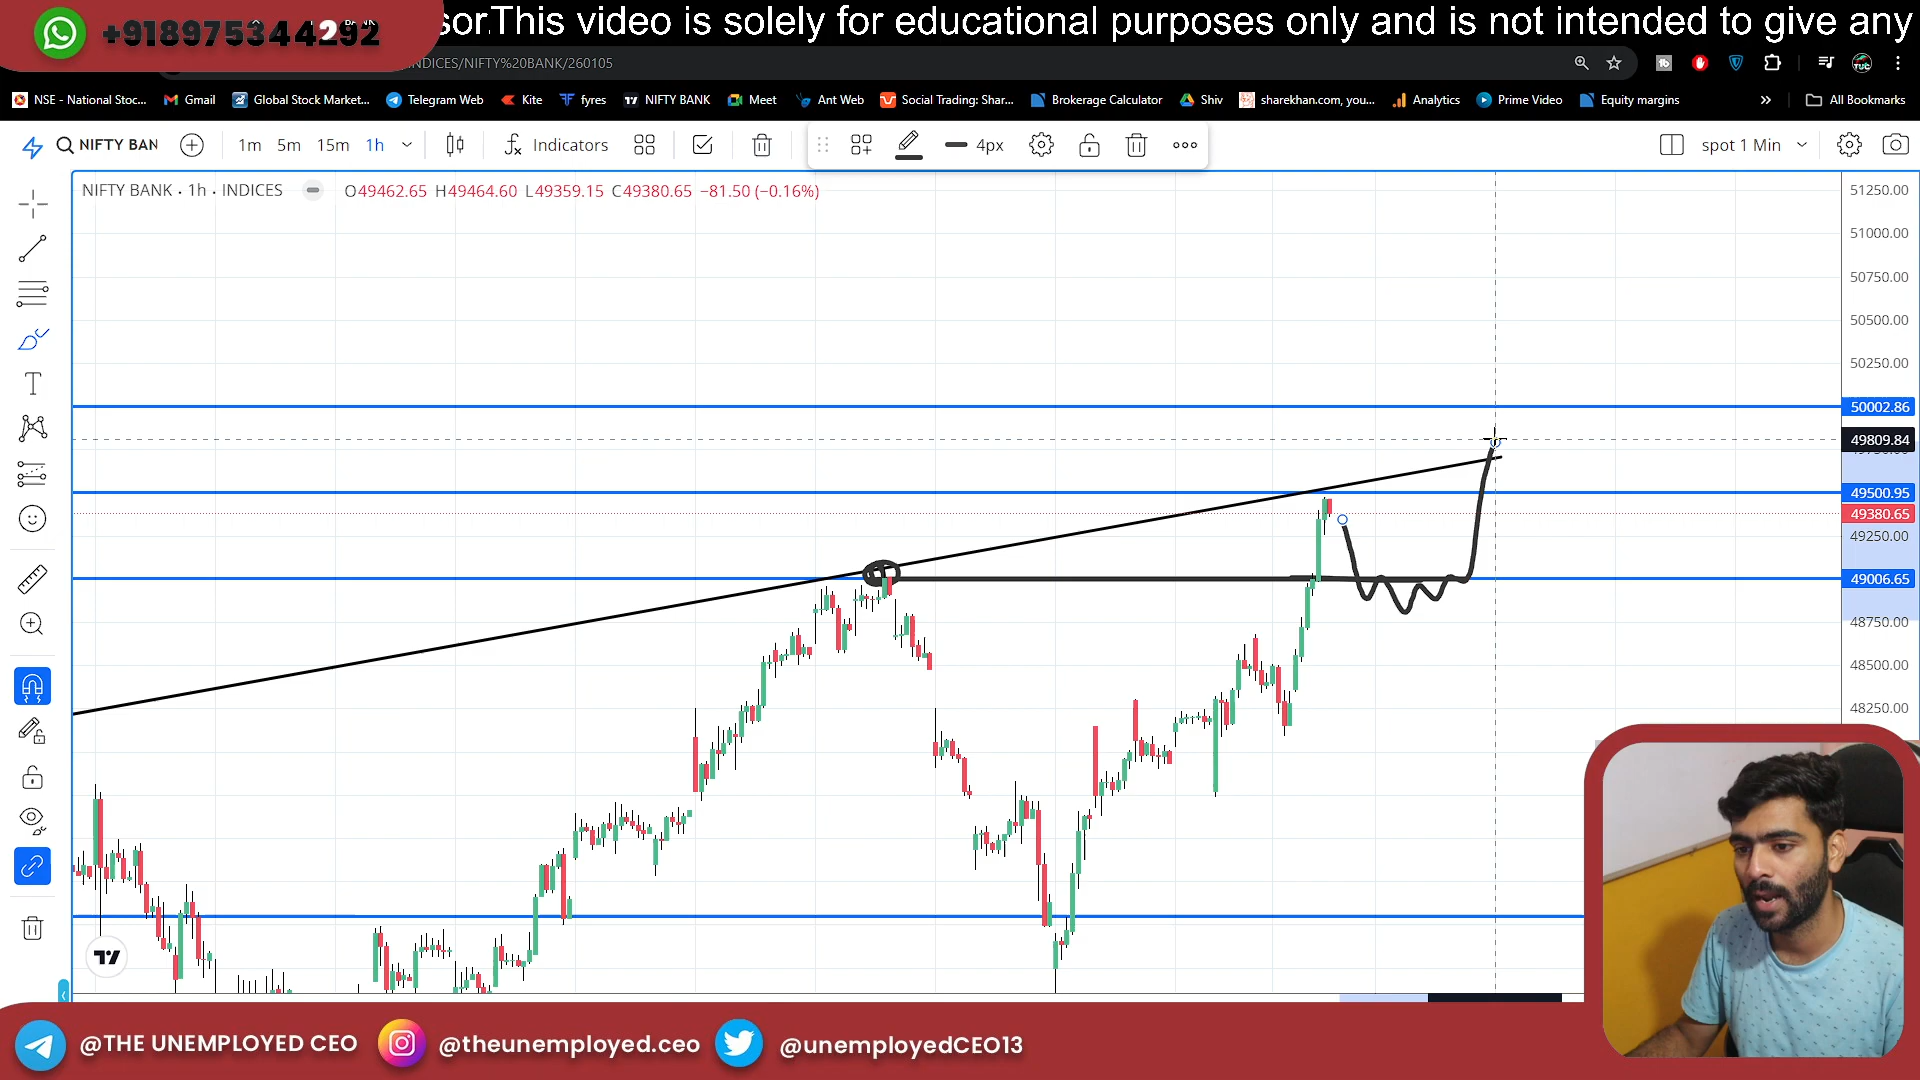 +918975344292
sor.This video is solely for educational purposes only and is not intended to give any
NDICES/NIFTY%20BANK/260105
NSE - National Stoc...
Gmail
Global Stock Market...
Telegram Web
Kite
fyres
NIFTY BANK
Meet
Ant Web
Social Trading: Shar...
Brokerage Calculator
Shiv
sharekhan.com, you...
Analytics
Prime Video
Equity margins
All Bookmarks
NIFTY BAN
1m 5m 15m 1h
Indicators
4px
spot 1 Min
NIFTY BANK · 1h · INDICES
O49462.65 H49464.60 L49359.15 C49380.65 −81.50 (−0.16%)
51250.00
51000.00
50750.00
50500.00
50250.00
50002.86
49809.84
49500.95
49380.65
49250.00
49006.65
48750.00
48500.00
48250.00
@THE UNEMPLOYED CEO
@theunemployed.ceo
@unemployedCEO13